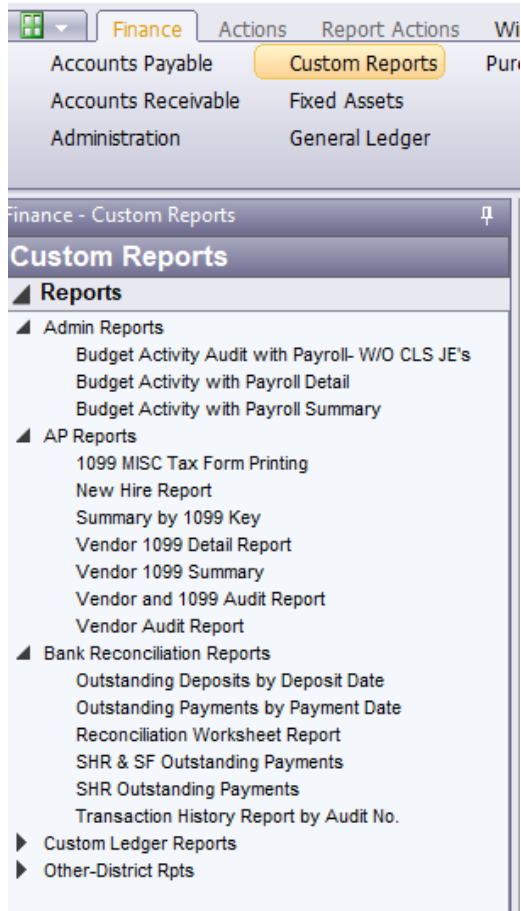 Finance Actions Report Actions Wi
Accounts Payable Custom Reports Pur
Accounts Receivable Fixed Assets
Administration General Ledger
Finance - Custom Reports
Custom Reports
Reports
Admin Reports
Budget Activity Audit with Payroll- W/O CLS JE's
Budget Activity with Payroll Detail
Budget Activity with Payroll Summary
AP Reports
1099 MISC Tax Form Printing
New Hire Report
Summary by 1099 Key
Vendor 1099 Detail Report
Vendor 1099 Summary
Vendor and 1099 Audit Report
Vendor Audit Report
Bank Reconciliation Reports
Outstanding Deposits by Deposit Date
Outstanding Payments by Payment Date
Reconciliation Worksheet Report
SHR & SF Outstanding Payments
SHR Outstanding Payments
Transaction History Report by Audit No.
Custom Ledger Reports
Other-District Rpts